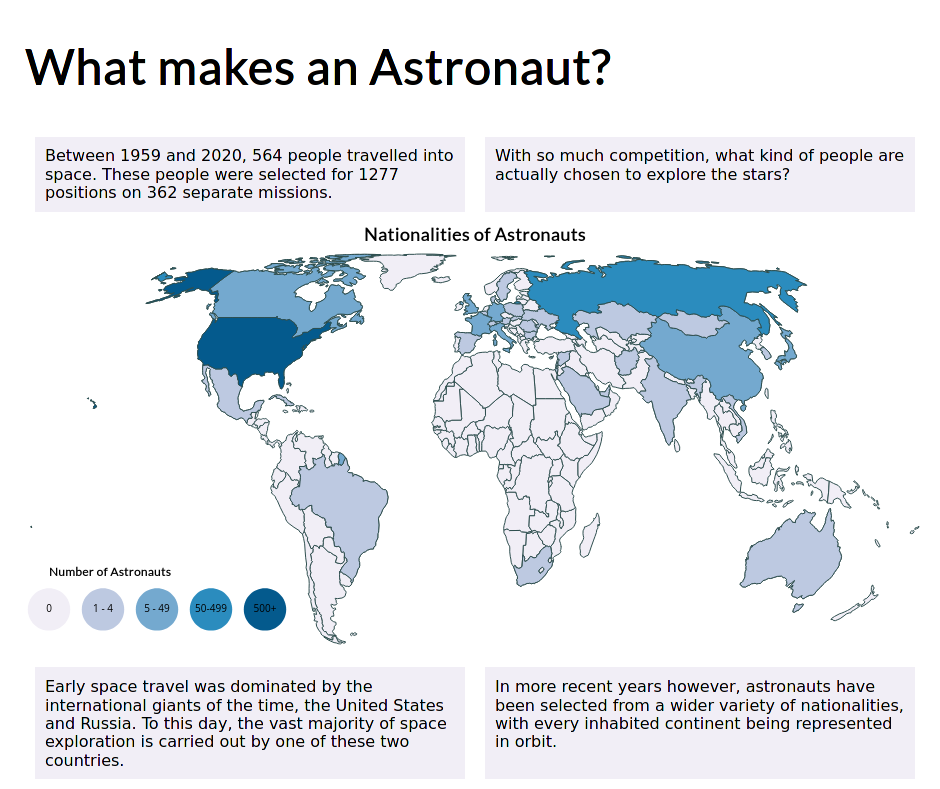 What makes an Astronaut?
Between 1959 and 2020, 564 people travelled into
space. These people were selected for 1277
positions on 362 separate missions.
With so much competition, what kind of people are
actually chosen to explore the stars?
Nationalities of Astronauts
Number of Astronauts
0
1 - 4
5 - 49
50-499
500+
Early space travel was dominated by the
international giants of the time, the United States
and Russia. To this day, the vast majority of space
exploration is carried out by one of these two
countries.
In more recent years however, astronauts have
been selected from a wider variety of nationalities,
with every inhabited continent being represented
in orbit.